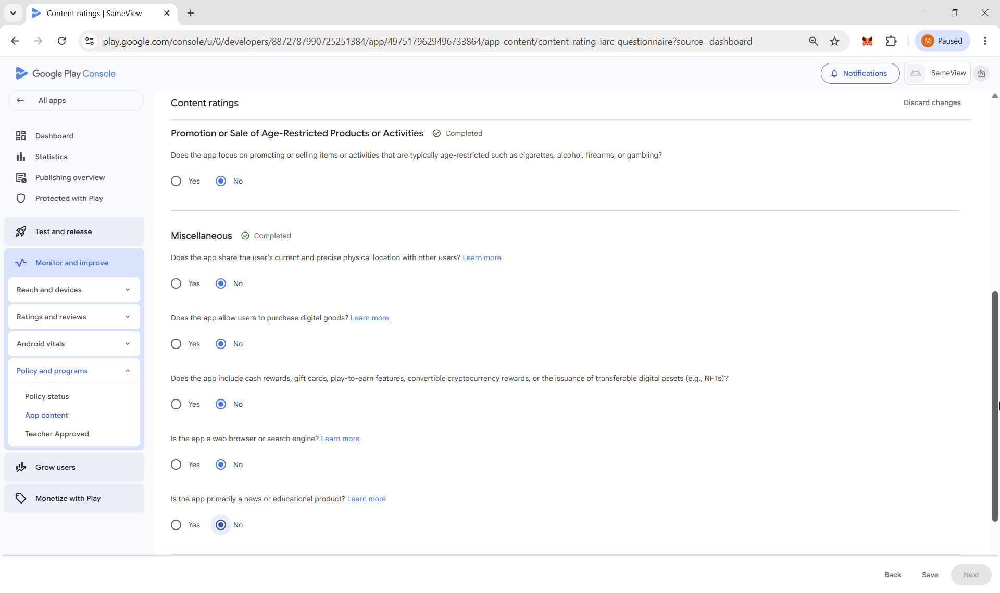 Content ratings | SameView
play.google.com/console/u/0/developers/8872787990725251384/app/4975179629496733864/app-content/content-rating-iarc-questionnaire?source=dashboard
M Paused
Google Play Console
Notifications
SameView
All apps
Content ratings
Discard changes
Dashboard
Statistics
Publishing overview
Protected with Play
Test and release
Monitor and improve
Reach and devices
Ratings and reviews
Android vitals
Policy and programs
Policy status
App content
Teacher Approved
Grow users
Monetize with Play
Promotion or Sale of Age-Restricted Products or Activities Completed
Does the app focus on promoting or selling items or activities that are typically age-restricted such as cigarettes, alcohol, firearms, or gambling?
Yes No
Miscellaneous Completed
Does the app share the user's current and precise physical location with other users? Learn more
Yes No
Does the app allow users to purchase digital goods? Learn more
Yes No
Does the app include cash rewards, gift cards, play-to-earn features, convertible cryptocurrency rewards, or the issuance of transferable digital assets (e.g., NFTs)?
Yes No
Is the app a web browser or search engine? Learn more
Yes No
Is the app primarily a news or educational product? Learn more
Yes No
Back Save Next